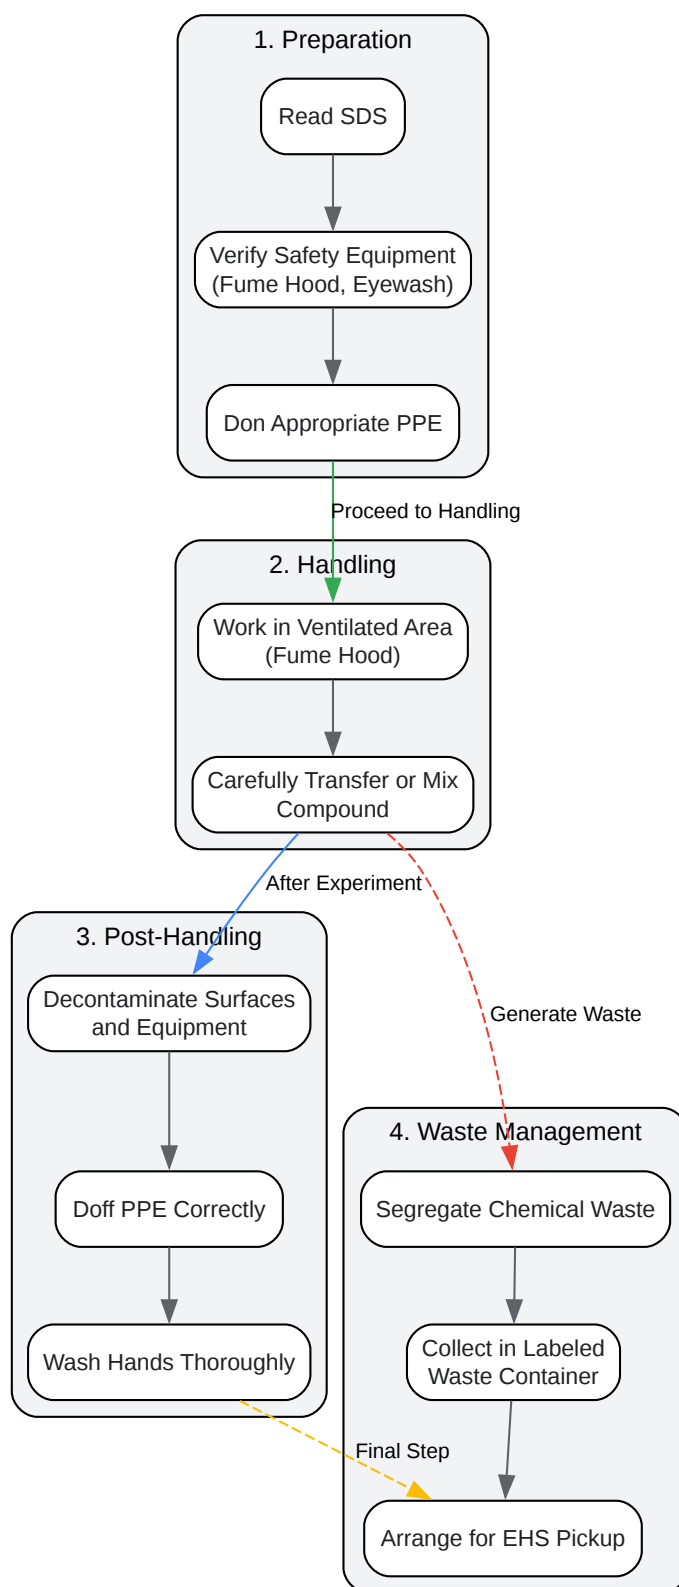 1. Preparation
Read SDS
Verify Safety Equipment
(Fume Hood, Eyewash)
Don Appropriate PPE
Proceed to Handling
2. Handling
Work in Ventilated Area
(Fume Hood)
Carefully Transfer or Mix
Compound
After Experiment
3. Post-Handling
Decontaminate Surfaces
and Equipment
Doff PPE Correctly
Wash Hands Thoroughly
Generate Waste
4. Waste Management
Segregate Chemical Waste
Collect in Labeled
Waste Container
Final Step
Arrange for EHS Pickup